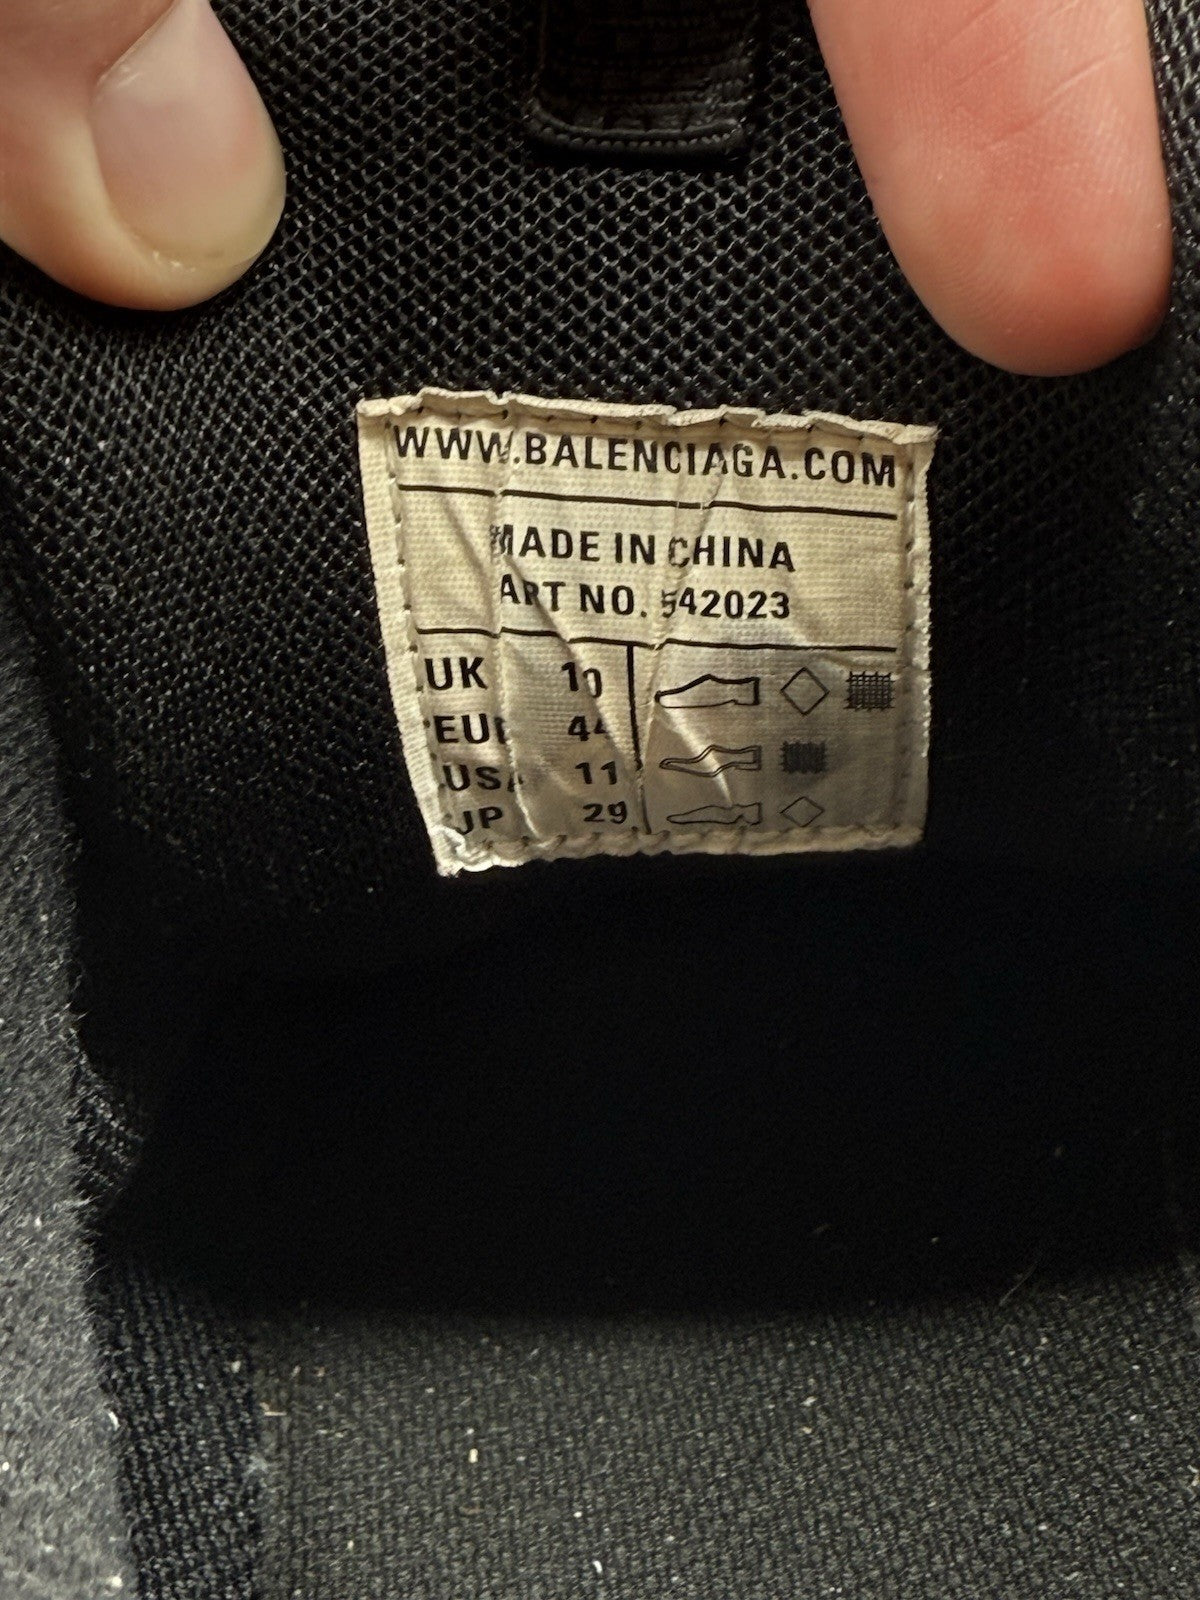 WWW.BALENCIAGA.COM
MADE IN CHINA
ART NO. 542023
UK 10
EUR 44
USA 11
JP 29